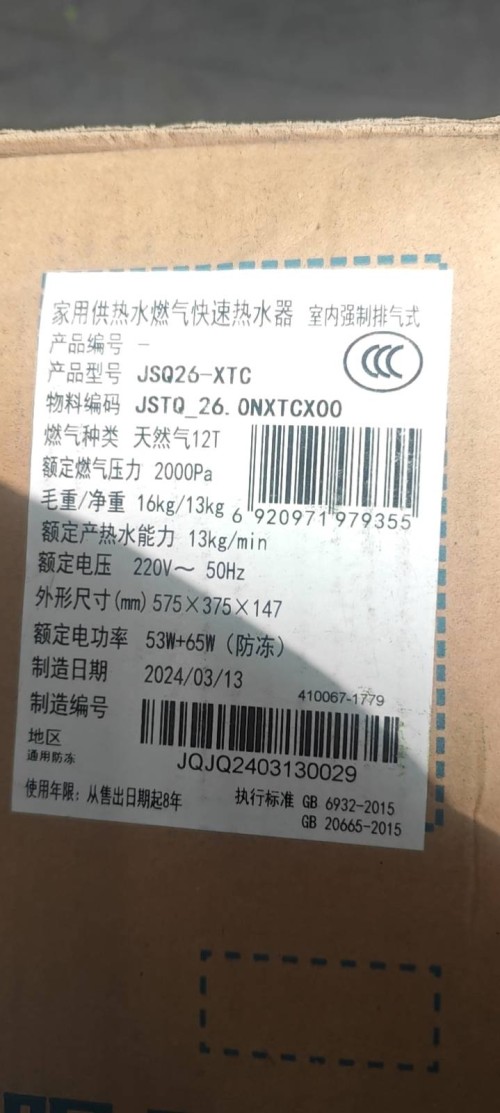 家用供热水燃气快速热水器 室内强制排气式
产品编号 -
产品型号 JSQ26-XTC
CCC
物料编码 JSTQ_26.0NXTCX00
燃气种类 天然气12T
额定燃气压力 2000Pa
毛重/净重 16kg/13kg
6 920971 979355
额定产热水能力 13kg/min
额定电压 220V～ 50Hz
外形尺寸(mm) 575×375×147
额定电功率 53W+65W (防冻)
制造日期 2024/03/13
410067-1779
制造编号
JQJQ2403130029
地区
通用防冻
使用年限: 从售出日期起8年 执行标准 GB 6932-2015
GB 20665-2015